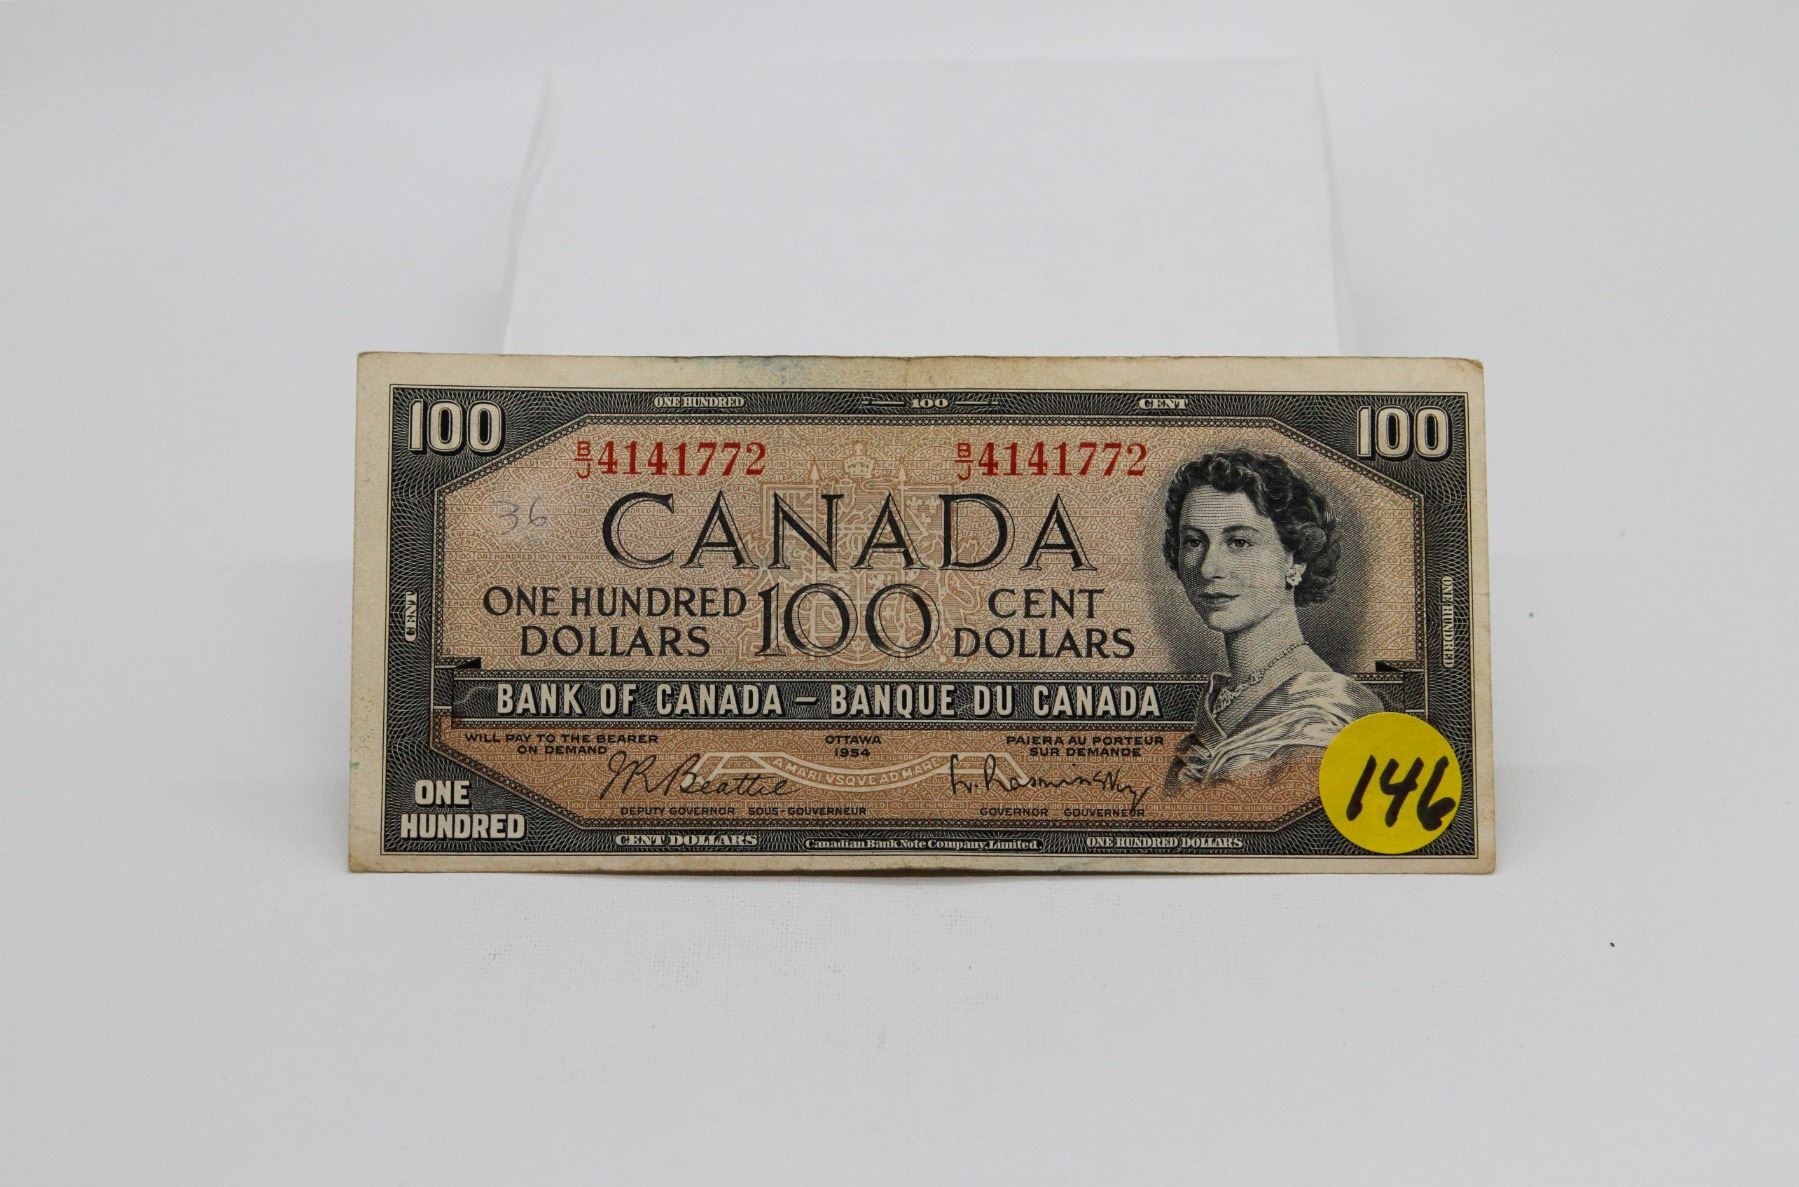 100 ONE HUNDRED 100 CENT 100
B/J 4141772 B/J 4141772
36
CANADA
ONE HUNDRED DOLLARS 100 CENT DOLLARS
CENT
ONE HUNDRED
BANK OF CANADA – BANQUE DU CANADA
WILL PAY TO THE BEARER
ON DEMAND
OTTAWA
1954
PAIERA AU PORTEUR
SUR DEMANDE
A MARI VSQVE AD MARE
J.R. Beattie
L. Rasminsky
DEPUTY GOVERNOR SOUS-GOUVERNEUR
GOVERNOR GOUVERNEUR
ONE
HUNDRED
CENT DOLLARS Canadian Bank Note Company, Limited. ONE HUNDRED DOLLARS
146